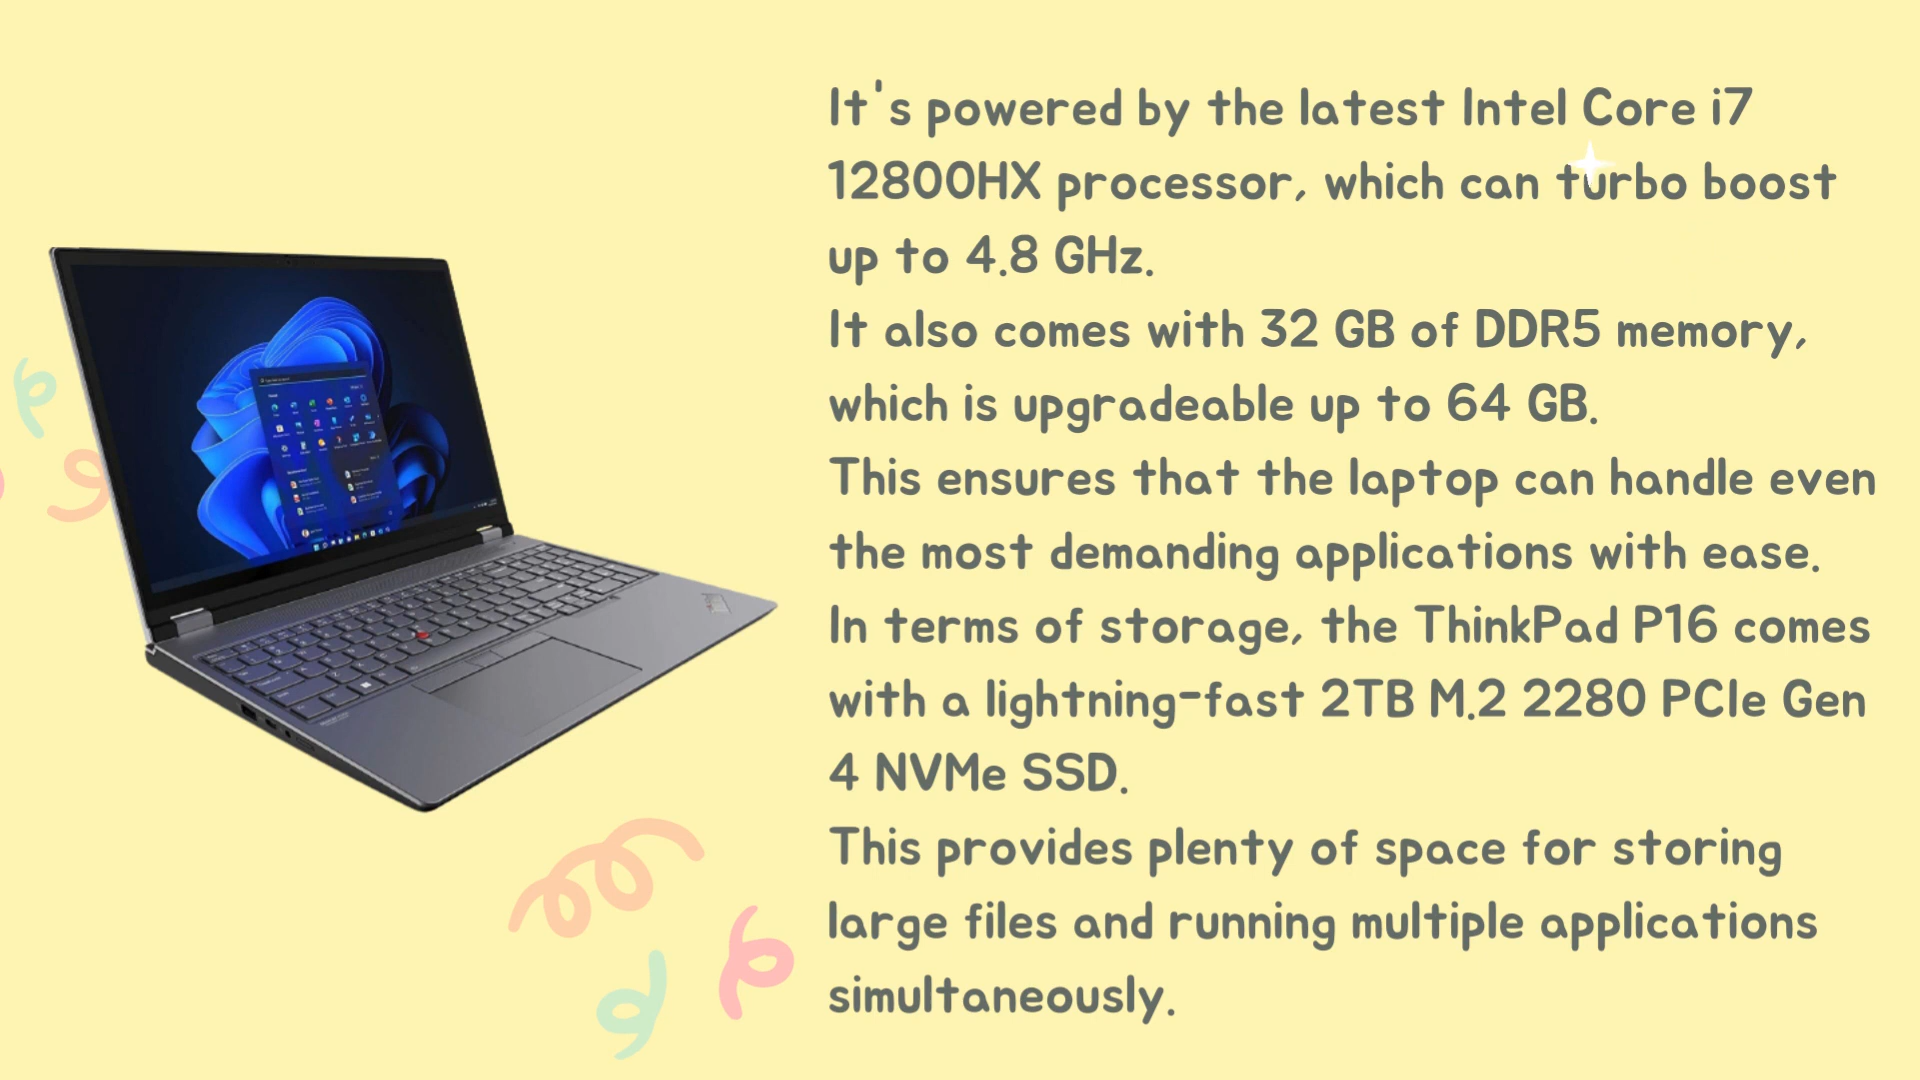 It's powered by the latest Intel Core i7
12800HX processor, which can turbo boost
up to 4.8 GHz.
It also comes with 32 GB of DDR5 memory,
which is upgradeable up to 64 GB.
This ensures that the laptop can handle even
the most demanding applications with ease.
In terms of storage, the ThinkPad P16 comes
with a lightning-fast 2TB M.2 2280 PCIe Gen
4 NVMe SSD.
This provides plenty of space for storing
large files and running multiple applications
simultaneously.